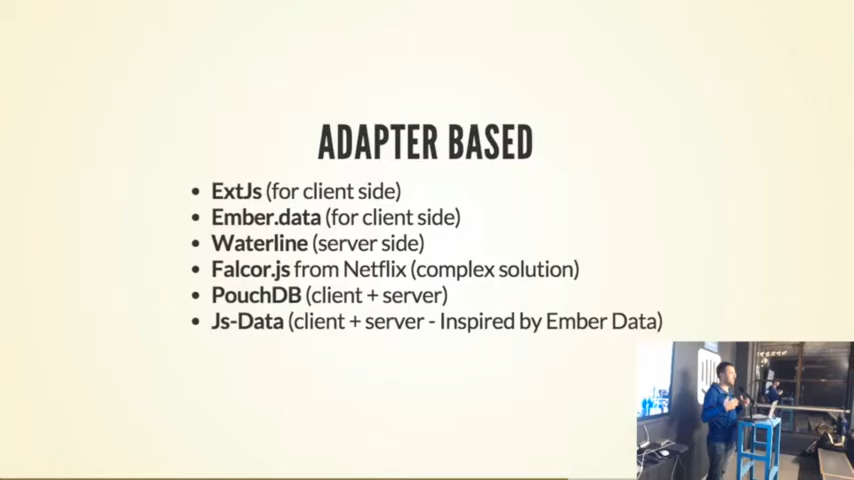 ADAPTER BASED
• ExtJs (for client side)
• Ember.data (for client side)
• Waterline (server side)
• Falcor.js from Netflix (complex solution)
• PouchDB (client + server)
• Js-Data (client + server - Inspired by Ember Data)